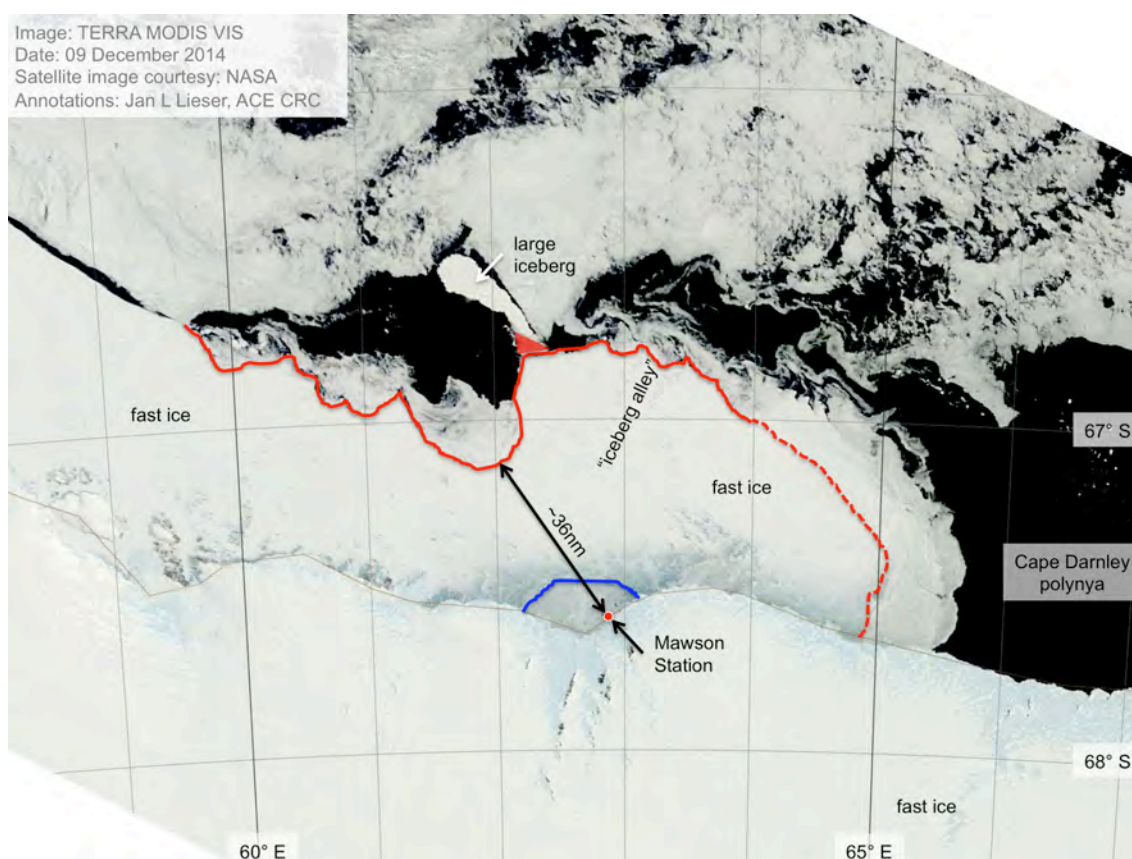 Image: TERRA MODIS VIS
Date: 09 December 2014
Satellite image courtesy: NASA
Annotations: Jan L Lieser, ACE CRC
large
iceberg
"iceberg alley"
fast ice
67° S
fast ice
~36nm
Cape Darnley
polynya
Mawson
Station
68° S
fast ice
60° E
65° E